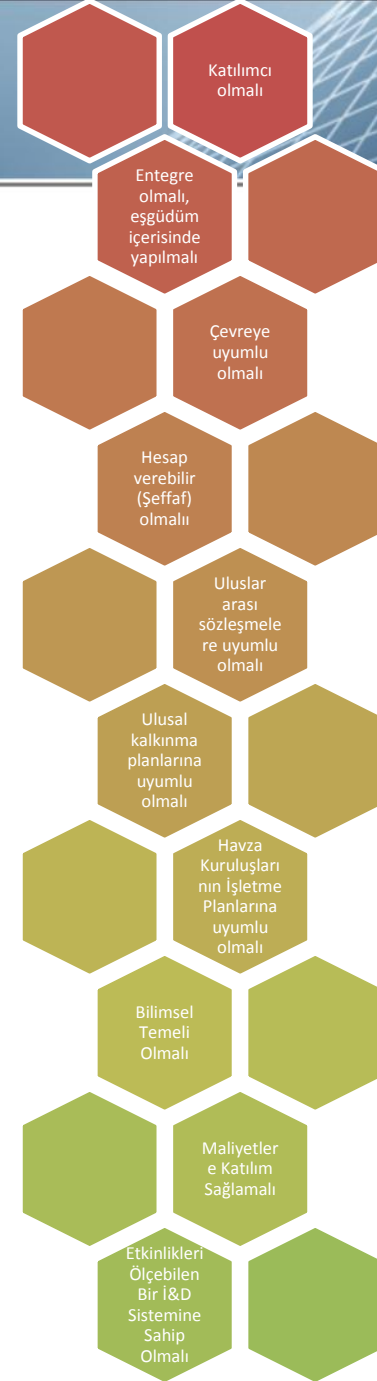 Katılımcı
olmalı
Entegre
olmalı,
eşgüdüm
içerisinde
yapılmalı
Çevreye
uyumlu
olmalı
Hesap
verebilir
(Şeffaf)
olmalıı
Uluslar
arası
sözleşmele
re uyumlu
olmalı
Ulusal
kalkınma
planlarına
uyumlu
olmalı
Havza
Kuruluşları
nın İşletme
Planlarına
uyumlu
olmalı
Bilimsel
Temeli
Olmalı
Maliyetler
e Katılım
Sağlamalı
Etkinlikleri
Ölçebilen
Bir İ&D
Sistemine
Sahip
Olmalı